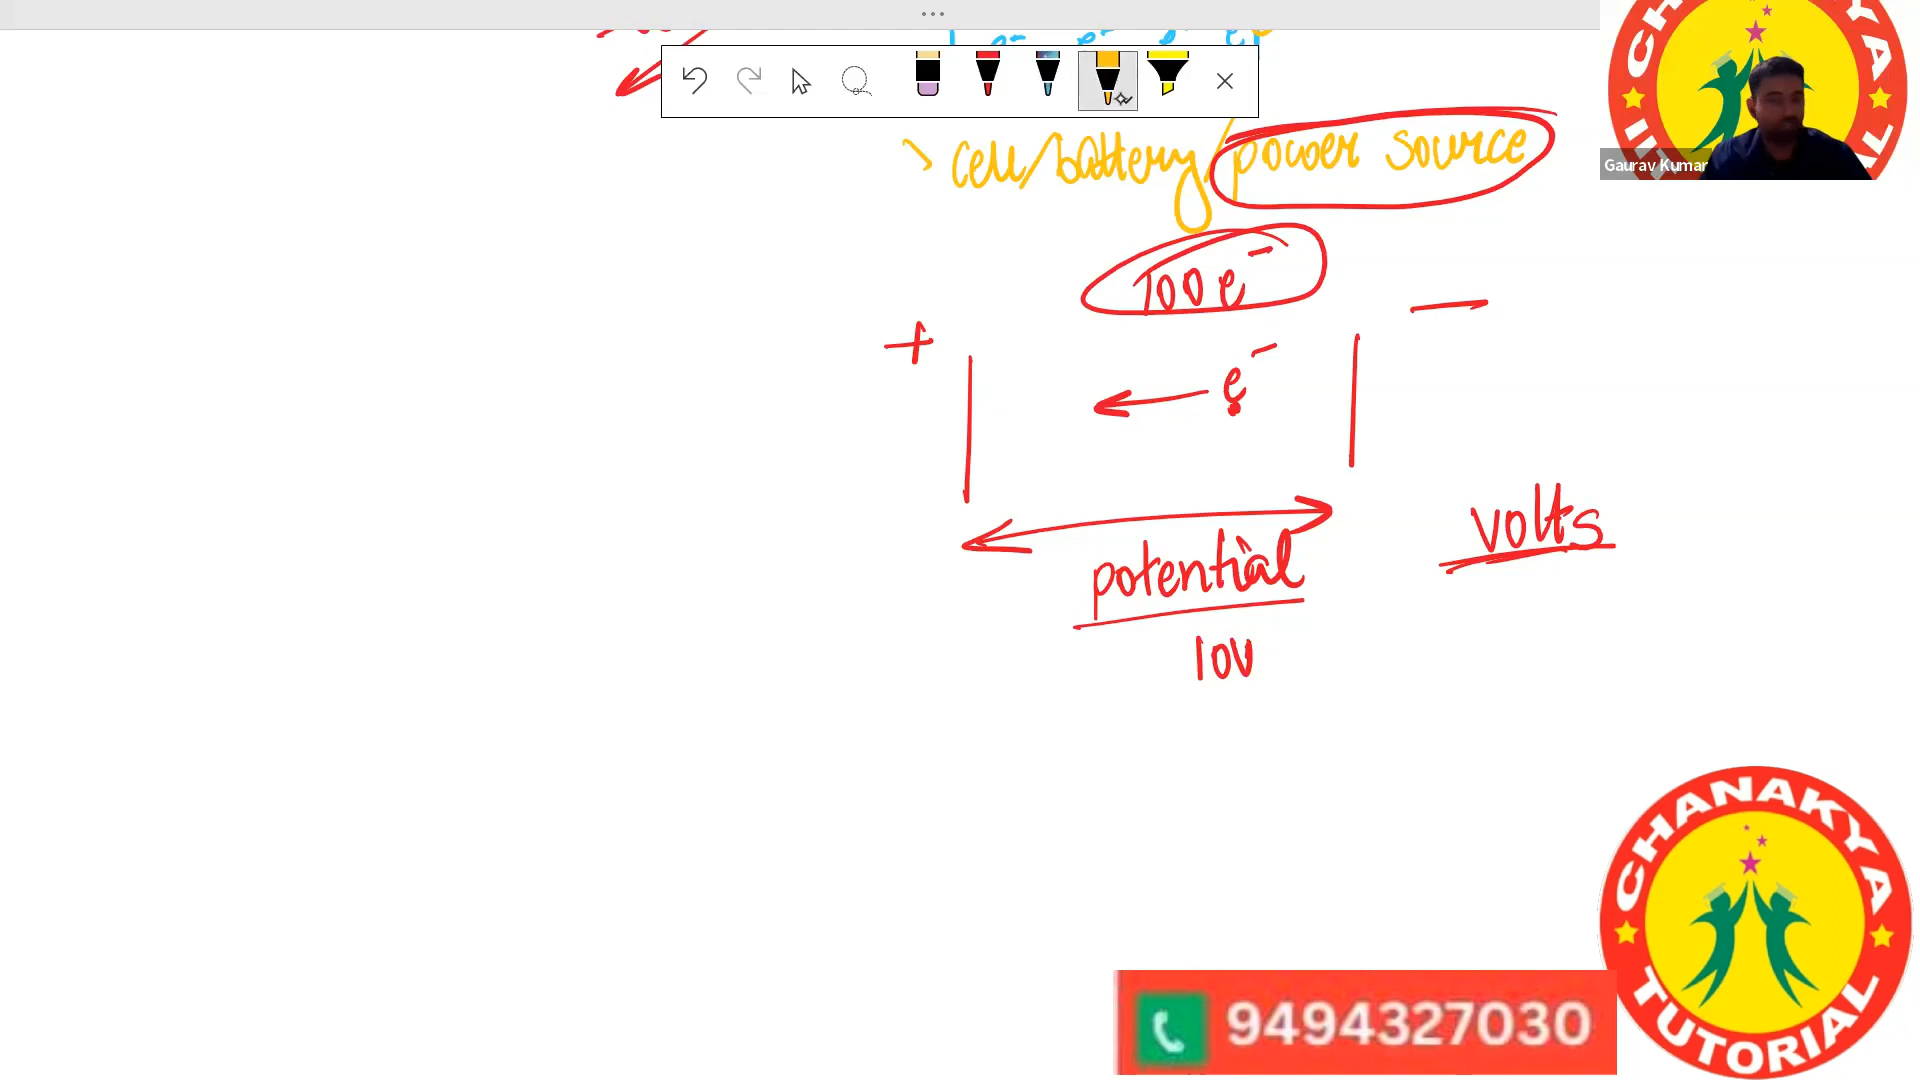 cell/battery/power source
100 e⁻
+
—
e⁻
volts
potential
10V
Gaurav Kumar
CHANAKYA
TUTORIAL
9494327030